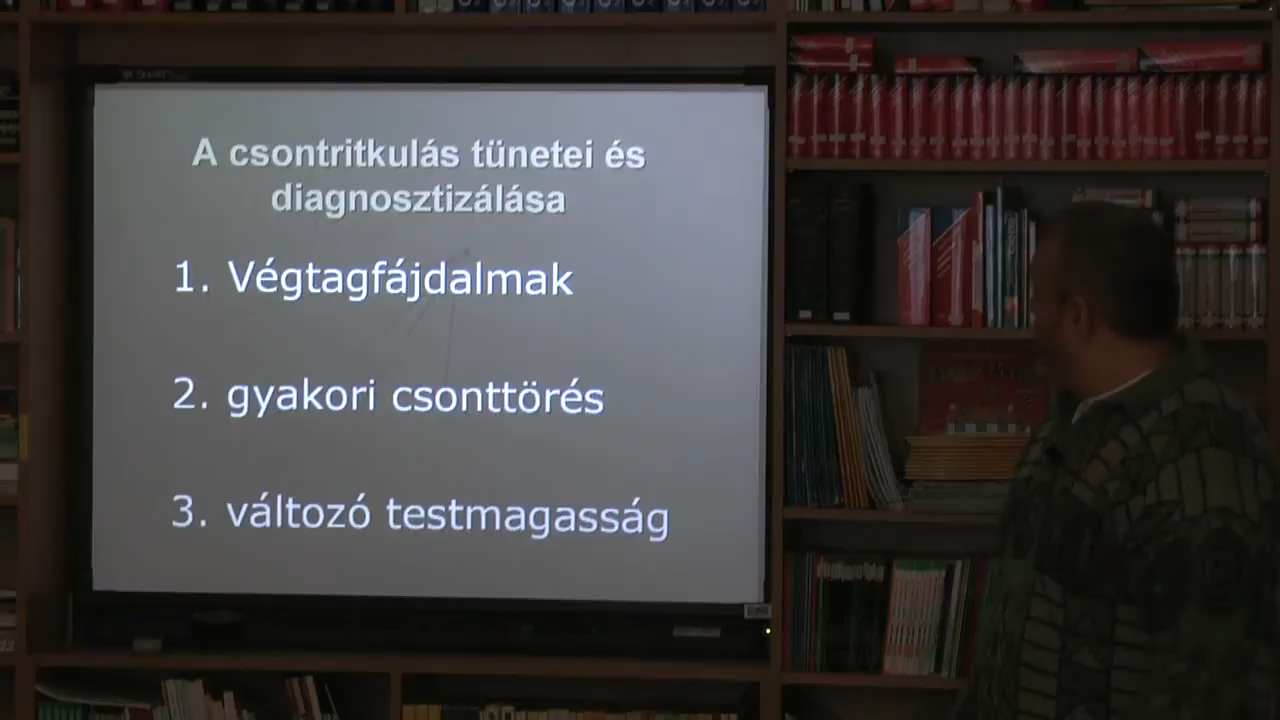 A csontritkulás tünetei és
diagnosztizálása
1. Végtagfájdalmak
2. gyakori csonttörés
3. változó testmagasság